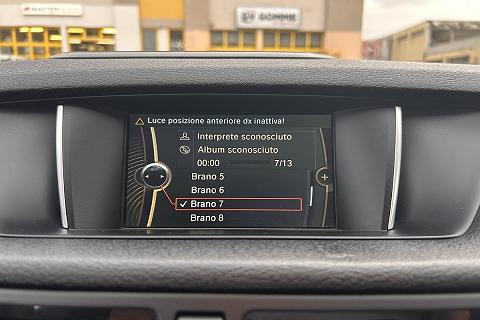 MASTERGLASS
GOMME
Luce posizione anteriore dx inattiva!
Interprete sconosciuto
Album sconosciuto
00:00 7/13
Brano 5
Brano 6
✓ Brano 7
Brano 8
+